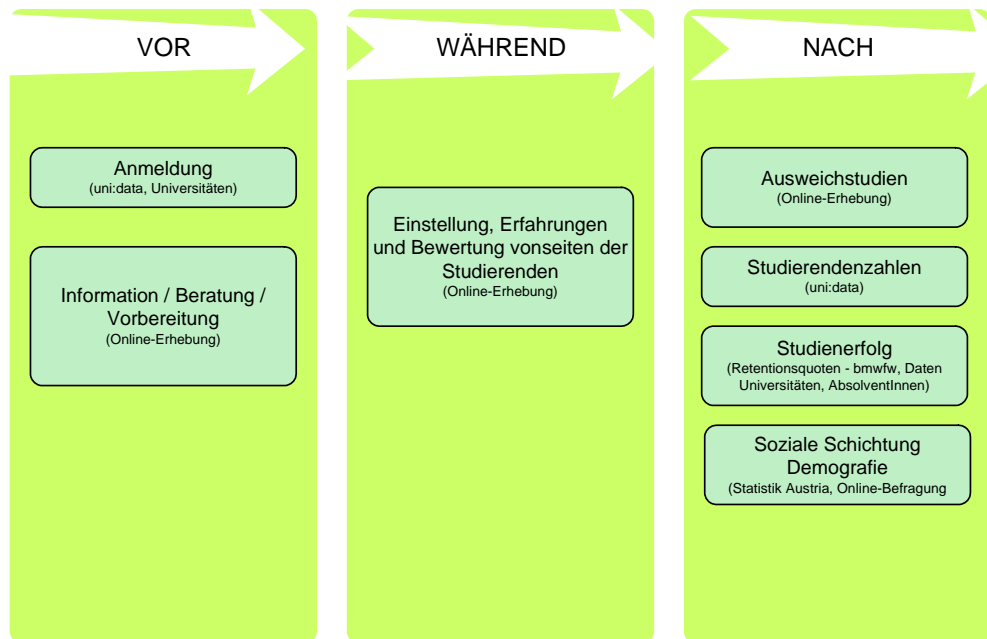 VOR
Anmeldung
(uni:data, Universitäten)
Information / Beratung /
Vorbereitung
(Online-Erhebung)
WÄHREND
Einstellung, Erfahrungen
und Bewertung vonseiten der
Studierenden
(Online-Erhebung)
NACH
Ausweichstudien
(Online-Erhebung)
Studierendenzahlen
(uni:data)
Studienerfolg
(Retentionsquoten - bmwfw, Daten
Universitäten, AbsolventInnen)
Soziale Schichtung
Demografie
(Statistik Austria, Online-Befragung